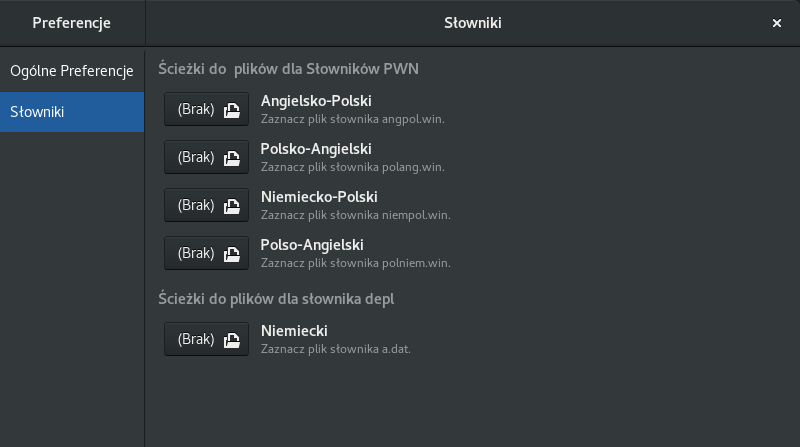 Preferencje
Słowniki
Ogólne Preferencje
Słowniki
Ścieżki do  plików dla Słowników PWN
(Brak)
Angielsko-Polski
Zaznacz plik słownika angpol.win.
(Brak)
Polsko-Angielski
Zaznacz plik słownika polang.win.
(Brak)
Niemiecko-Polski
Zaznacz plik słownika niempol.win.
(Brak)
Polso-Angielski
Zaznacz plik słownika polniem.win.
Ścieżki do plików dla słownika depl
(Brak)
Niemiecki
Zaznacz plik słownika a.dat.